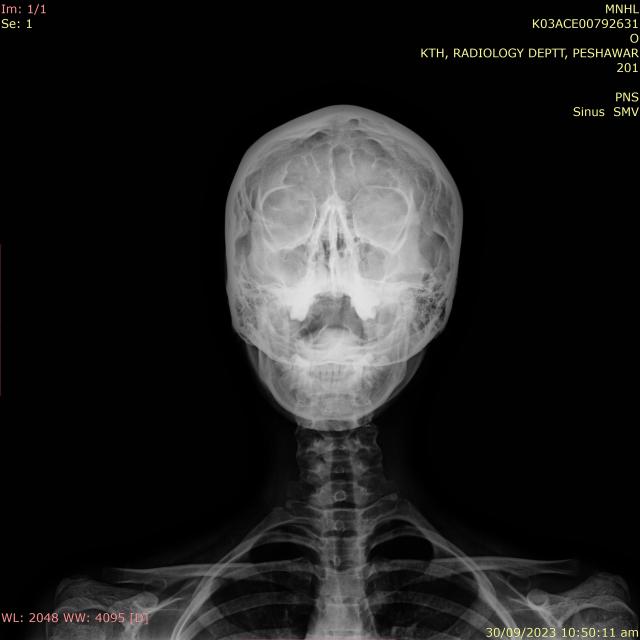 Im: 1/1
Se: 1
MNHL
K03ACE00792631
O
KTH, RADIOLOGY DEPTT, PESHAWAR
201
PNS
Sinus SMV
WL: 2048 WW: 4095 [D]
30/09/2023 10:50:11 am